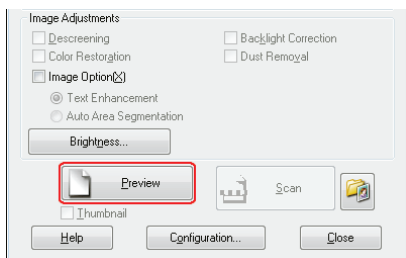 Image Adjustments
Descreening Backlight Correction
Color Restoration Dust Removal
Image Option(X)
Text Enhancement
Auto Area Segmentation
Brightness...
Preview Scan
Thumbnail
Help Configuration... Close